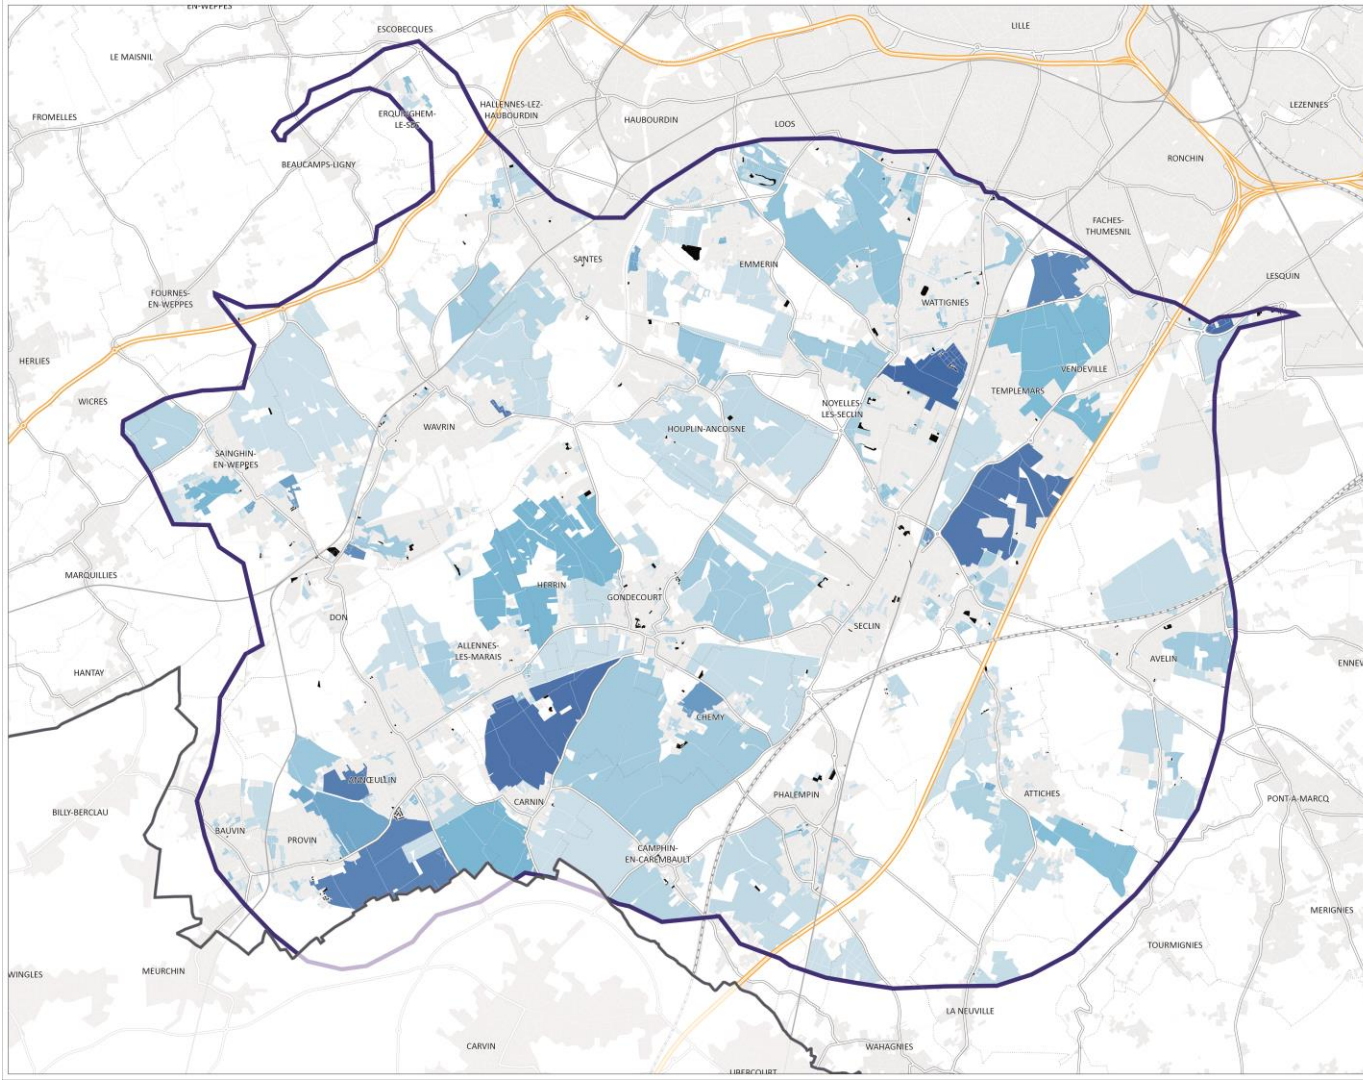 EN-WEPPES
ESCOBECQUES
LILLE
LE MAISNIL
FROMELLES
ERQUINGHEM-
LE-SEC
HALLENNES-LEZ-
HAUBOURDIN
HAUBOURDIN
LOOS
LEZENNES
BEAUCAMPS-LIGNY
RONCHIN
FACHES-
THUMESNIL
SANTES
EMMERIN
LESQUIN
FOURNES-
EN-WEPPES
WATTIGNIES
HERLIES
VENDEVILLE
TEMPLEMARS
WICRES
NOYELLES-
LES-SECLIN
WAVRIN
HOUPLIN-ANCOISNE
SAINGHIN-
EN-WEPPES
MARQUILLIES
HERRIN
GONDECOURT
DON
SECLIN
ALLENNES-
LES-MARAIS
AVELIN
ENNEV
HANTAY
CHEMY
ANNŒULLIN
PHALEMPIN
ATTICHES
CARNIN
PONT-A-MARCQ
BILLY-BERCLAU
BAUVIN
PROVIN
CAMPHIN-
EN-CAREMBAULT
MERIGNIES
TOURMIGNIES
WINGLES
MEURCHIN
LA NEUVILLE
CARVIN
WAHAGNIES
LIBERCOURT